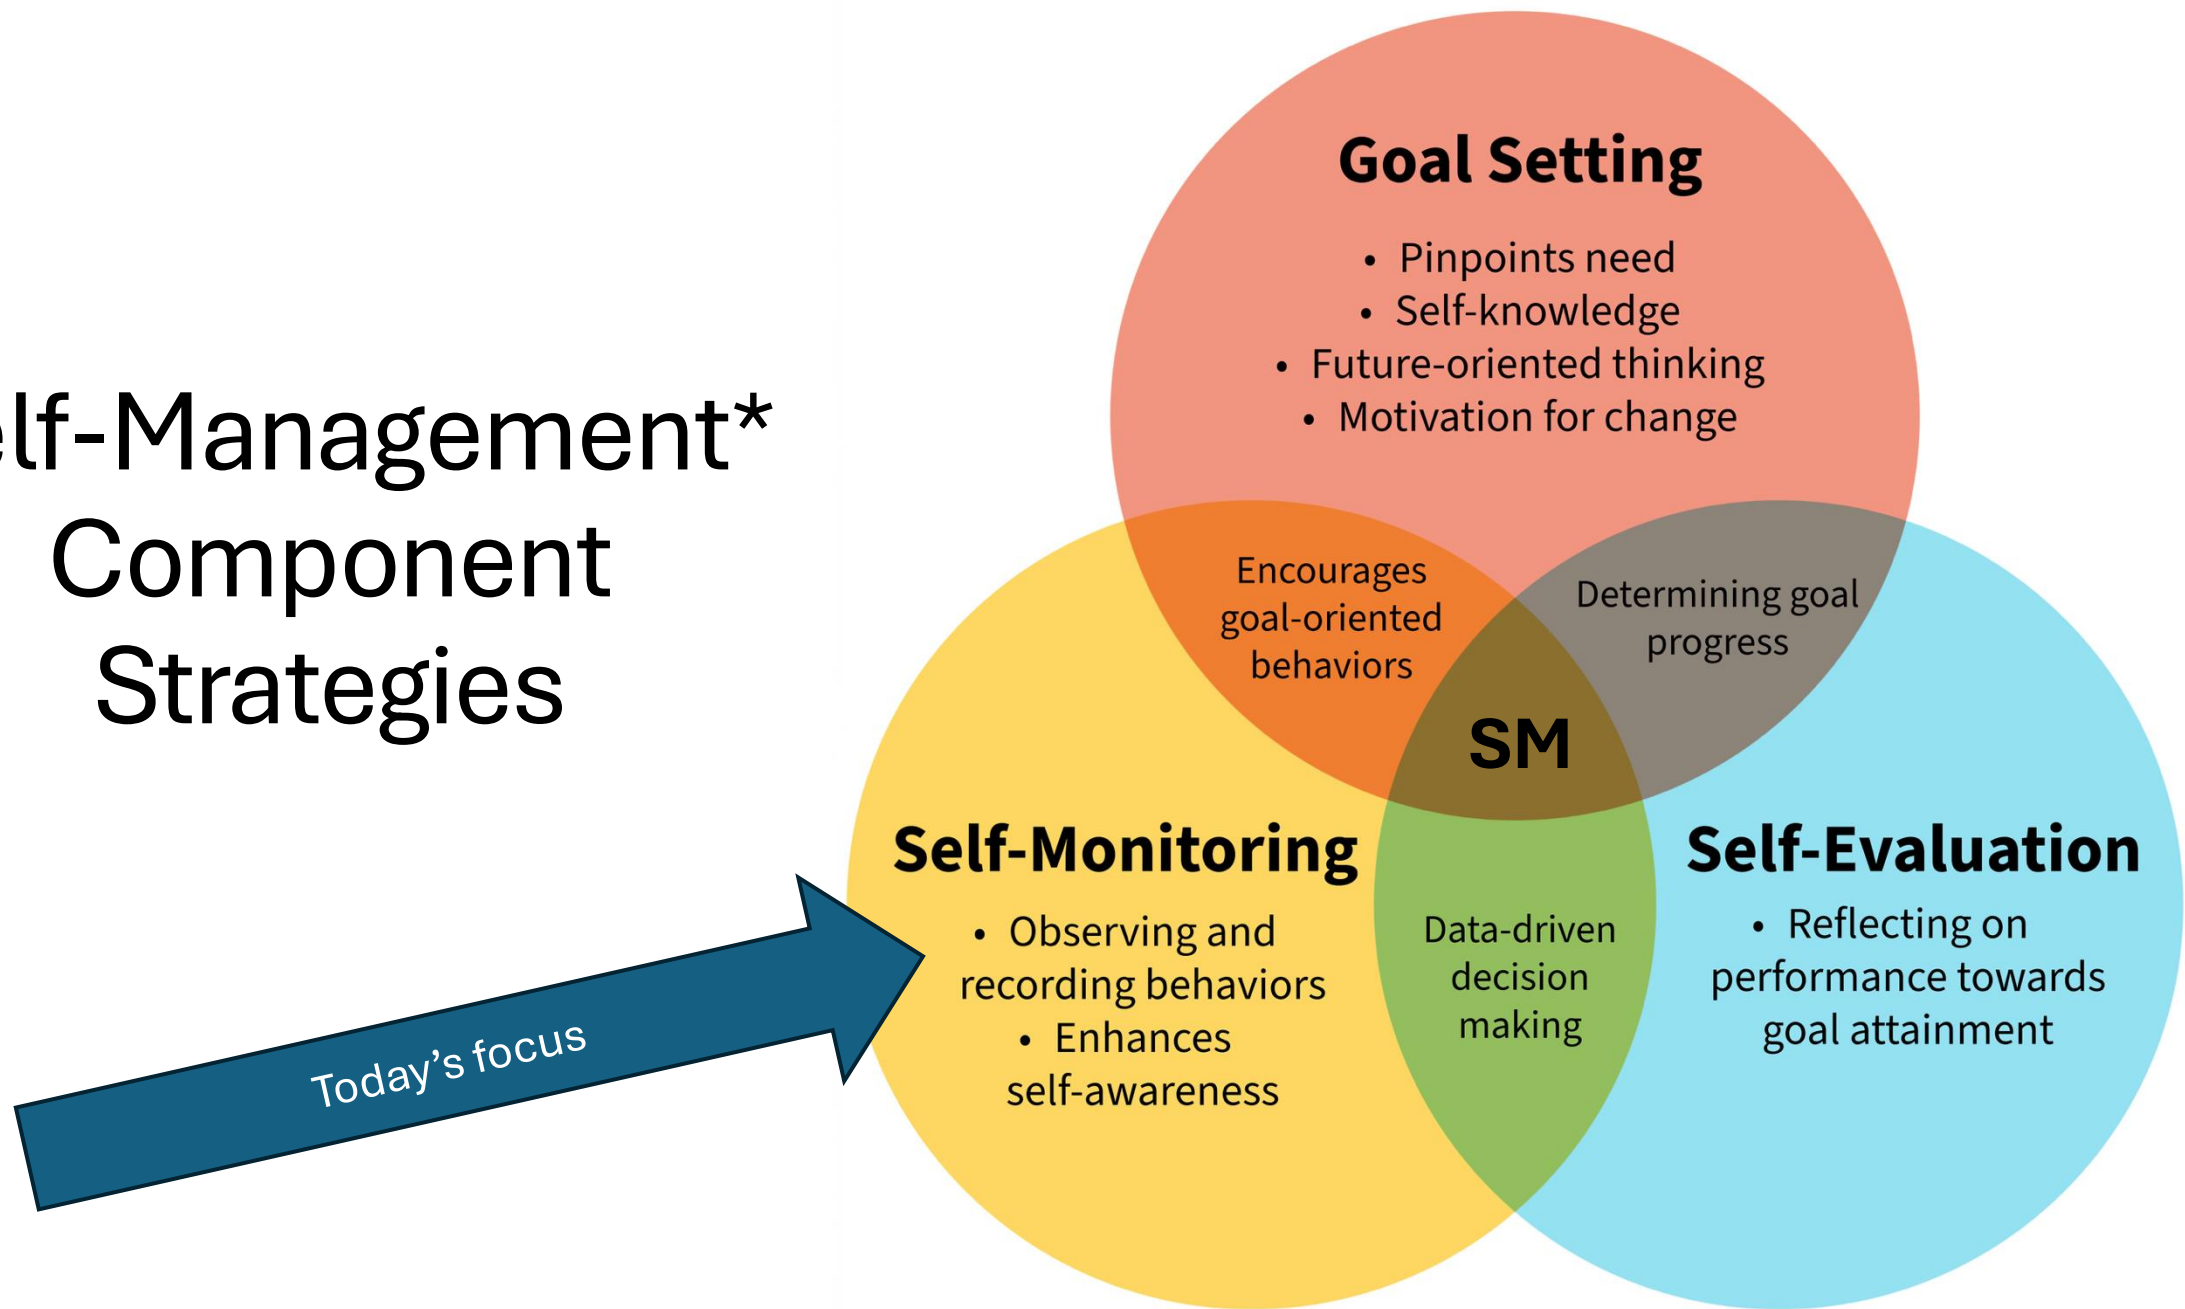 elf-Management*
Component
Strategies
Today's focus
Goal Setting
• Pinpoints need
• Self-knowledge
• Future-oriented thinking
• Motivation for change
Encourages
goal-oriented
behaviors
Determining goal
progress
SM
Self-Monitoring
• Observing and
recording behaviors
• Enhances
self-awareness
Data-driven
decision
making
Self-Evaluation
• Reflecting on
performance towards
goal attainment